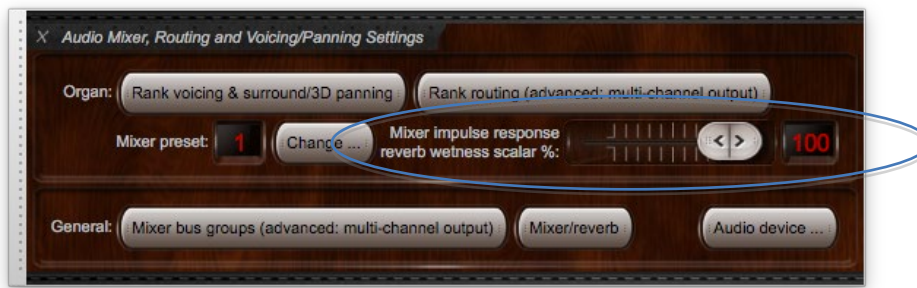 X Audio Mixer, Routing and Voicing/Panning Settings
Organ: Rank voicing & surround/3D panning Rank routing (advanced: multi-channel output)
Mixer preset: 1 Change ... Mixer impulse response
reverb wetness scalar %: < > 100
General: Mixer bus groups (advanced: multi-channel output) Mixer/reverb Audio device ...